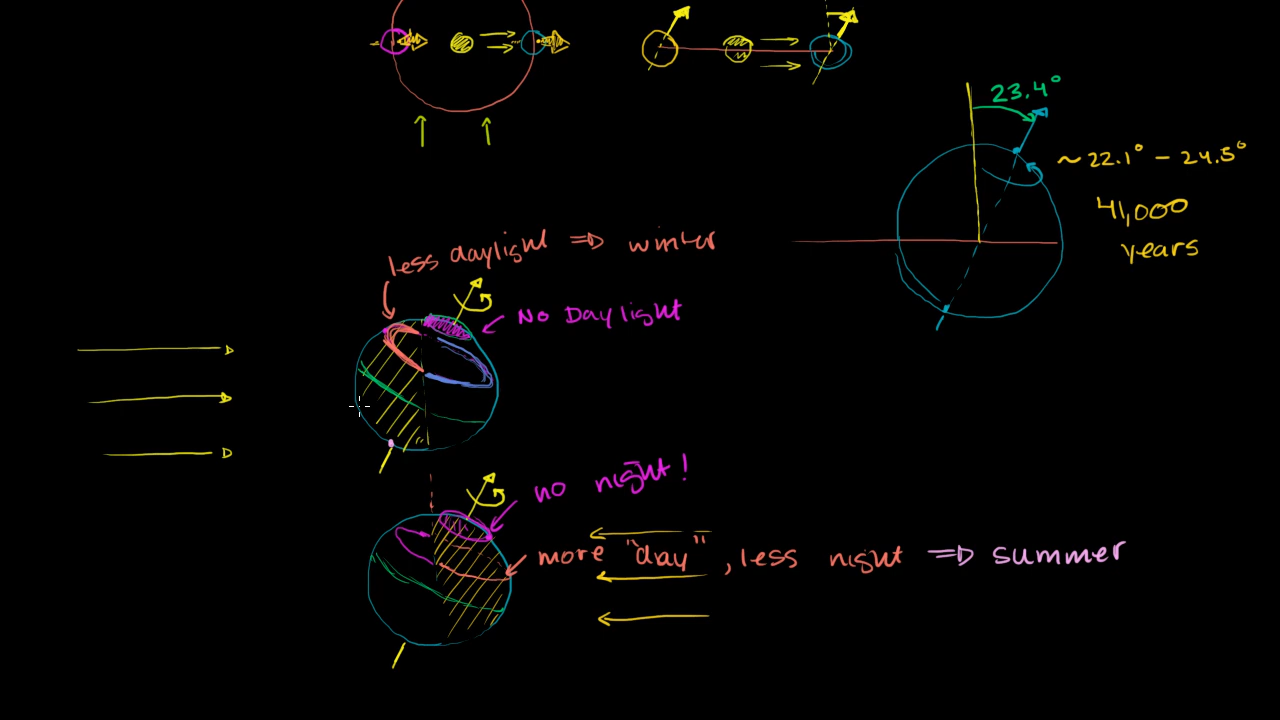 23.4°
~22.1° - 24.5°
41,000
years
less daylight ⇒ winter
No Daylight
no night!
more "day", less night ⇒ summer